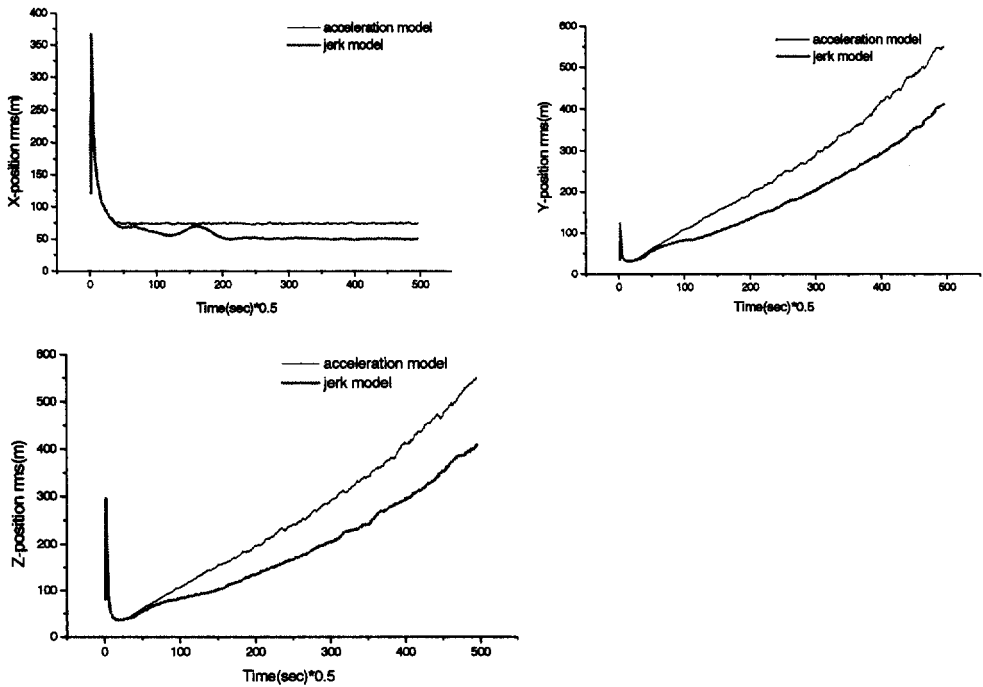 acceleration model
jerk model
400
350
300
250
200
150
100
50
0
X-position rms(m)
0 100 200 300 400 500
Time(sec)*0.5
acceleration model
jerk model
600
500
400
300
200
100
0
Y-position rms(m)
0 100 200 300 400 500
Time(sec)*0.5
acceleration model
jerk model
600
500
400
300
200
100
0
Z-position rms(m)
0 100 200 300 400 500
Time(sec)*0.5